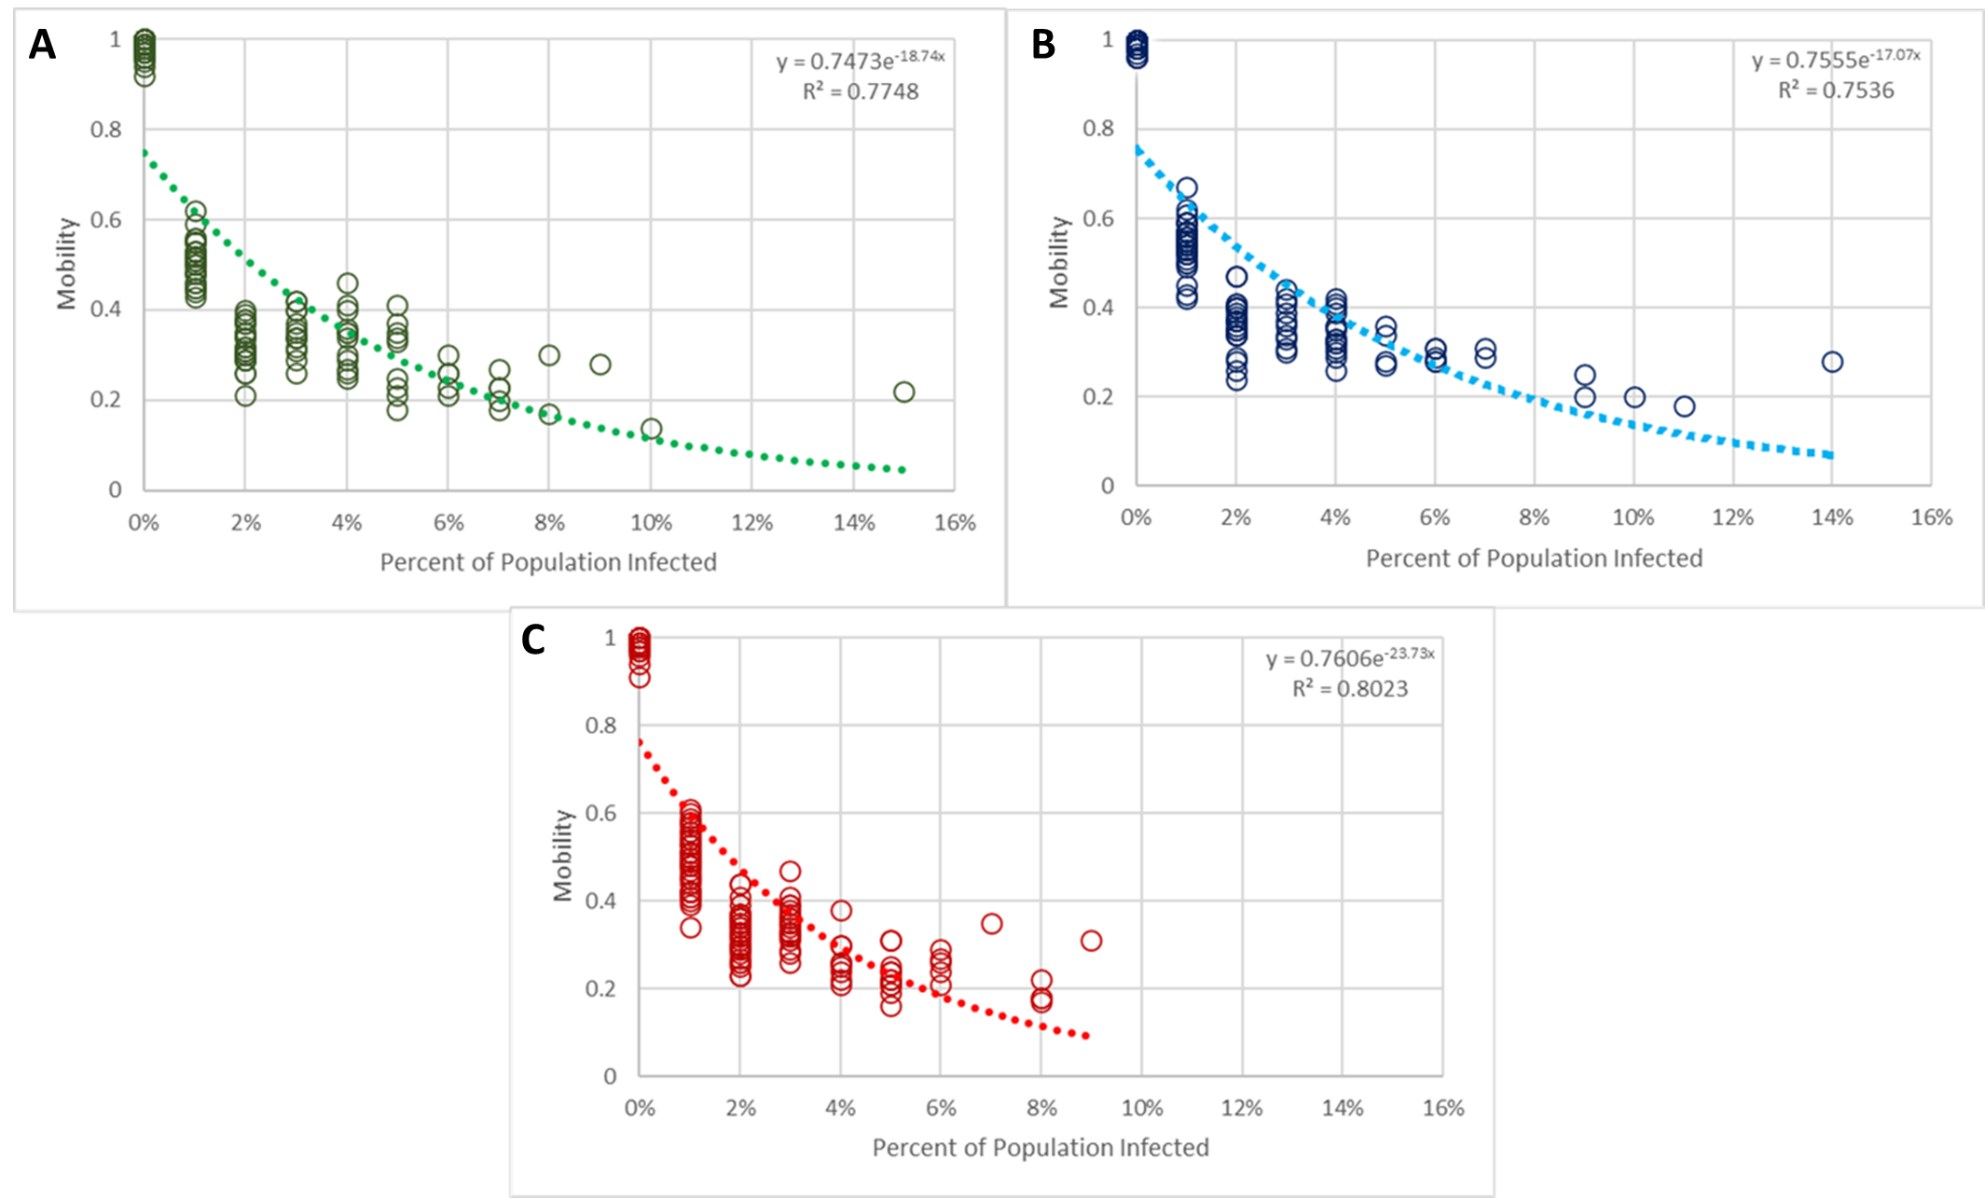 A
y = 0.7473e^-18.74x
R² = 0.7748
1
0.8
0.6
0.4
0.2
0
Mobility
0% 2% 4% 6% 8% 10% 12% 14% 16%
Percent of Population Infected
B
y = 0.7555e^-17.07x
R² = 0.7536
1
0.8
0.6
0.4
0.2
0
Mobility
0% 2% 4% 6% 8% 10% 12% 14% 16%
Percent of Population Infected
C
y = 0.7606e^-23.73x
R² = 0.8023
1
0.8
0.6
0.4
0.2
0
Mobility
0% 2% 4% 6% 8% 10% 12% 14% 16%
Percent of Population Infected